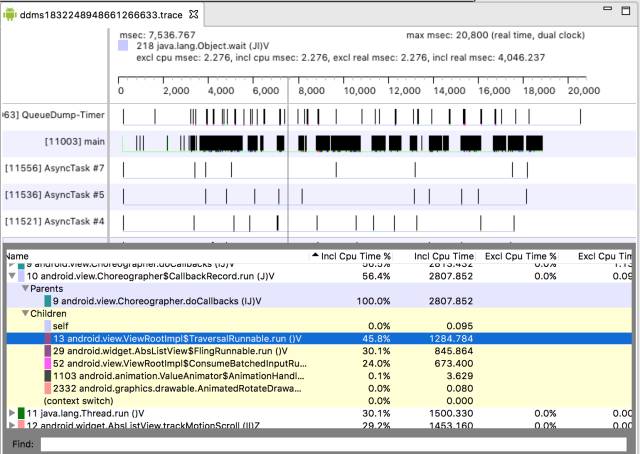 ddms1832248948661266633.trace
msec: 7,536.767 max msec: 20,800 (real time, dual clock)
218 java.lang.Object.wait (JI)V
excl cpu msec: 2.276, incl cpu msec: 2.276, excl real msec: 2.276, incl real msec: 4,046.237
0 2,000 4,000 6,000 8,000 10,000 12,000 14,000 16,000 18,000 20,000
63] QueueDump-Timer
[11003] main
[11556] AsyncTask #7
[11536] AsyncTask #5
[11521] AsyncTask #4
Name Incl Cpu Time % Incl Cpu Time Excl Cpu Time % Excl Cpu Tim
9 android.view.Choreographer.doCallbacks (IJ)V
10 android.view.Choreographer$CallbackRecord.run (J)V 56.4% 2807.852 0.0% 0.09
Parents
9 android.view.Choreographer.doCallbacks (IJ)V 100.0% 2807.852
Children
self 0.0% 0.095
13 android.view.ViewRootImpl$TraversalRunnable.run ()V 45.8% 1284.784
29 android.widget.AbsListView$FlingRunnable.run ()V 30.1% 845.864
52 android.view.ViewRootImpl$ConsumeBatchedInputRu... 24.0% 673.400
1103 android.animation.ValueAnimator$AnimationHandl... 0.1% 3.629
2332 android.graphics.drawable.AnimatedRotateDrawa... 0.0% 0.080
(context switch) 0.0% 0.000
11 java.lang.Thread.run ()V 30.1% 1500.330 0.0% 0.00
12 android.widget.AbsListView.trackMotionScroll (II)Z 29.2% 1453.160 0.0%
Find: